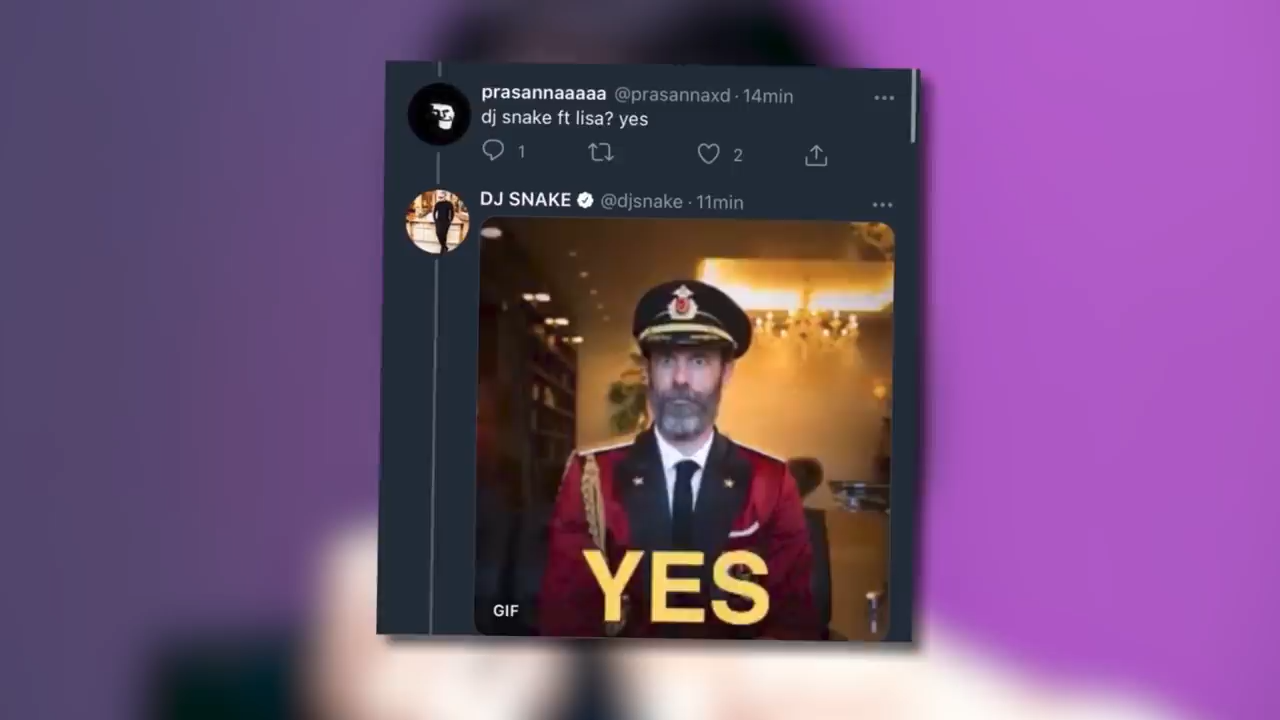 prasannaaaaa @prasannaxd · 14min
dj snake ft lisa? yes
1 2
DJ SNAKE @djsnake · 11min
YES
GIF